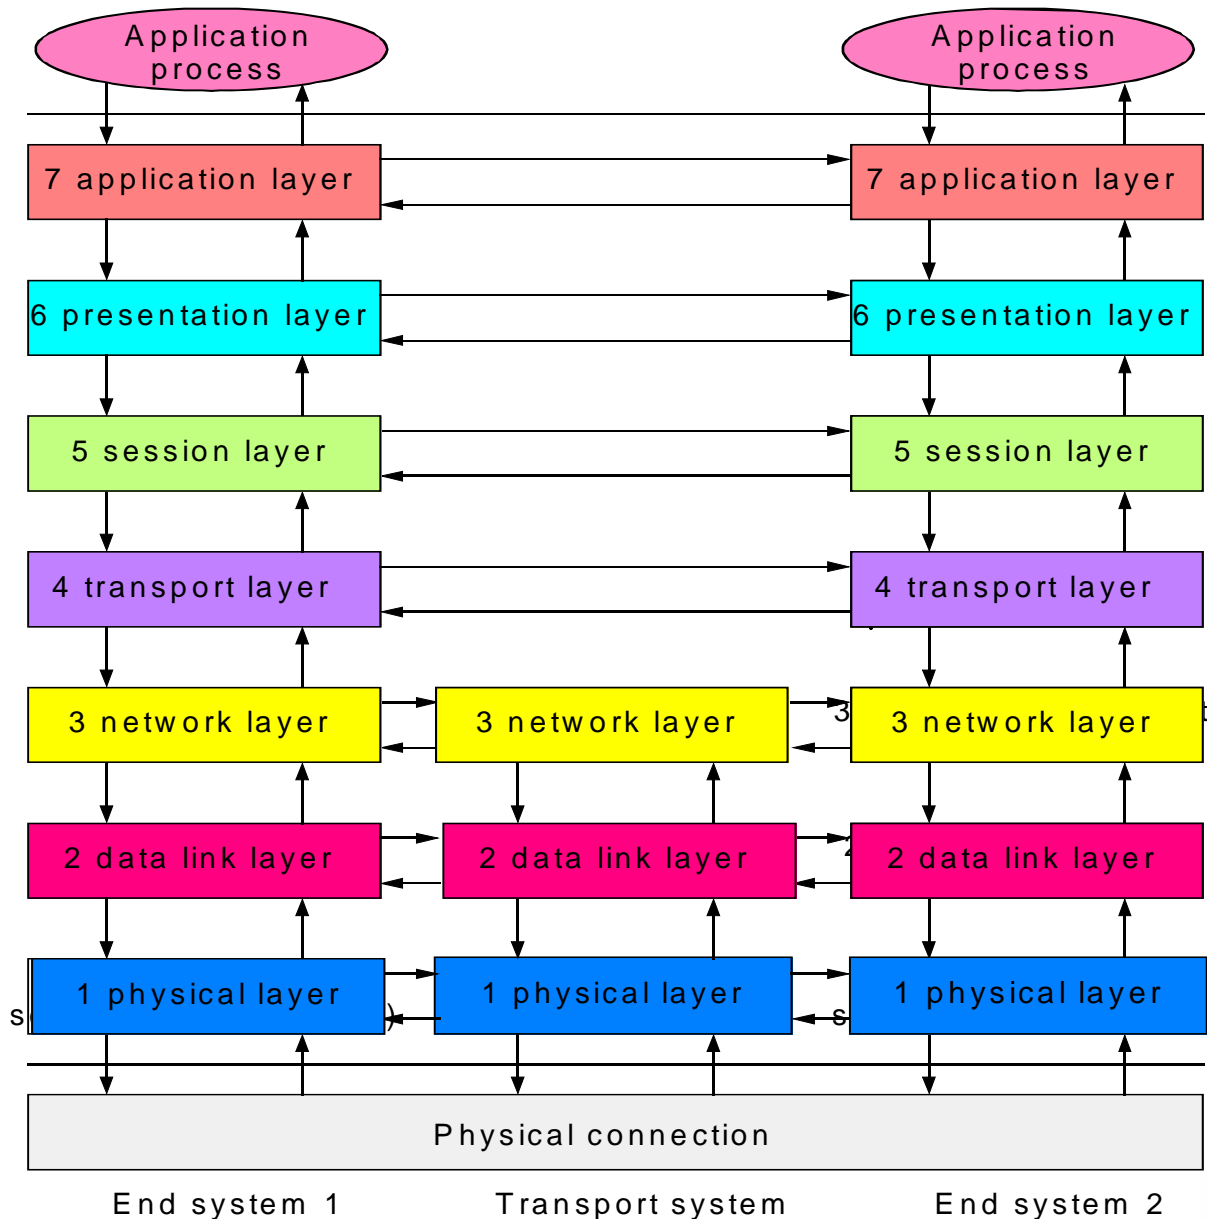 Application
process
Application
process
7 application layer
7 application layer
6 presentation layer
6 presentation layer
5 session layer
5 session layer
4 transport layer
4 transport layer
3 network layer
3 network layer
3 network layer
2 data link layer
2 data link layer
2 data link layer
1 physical layer
1 physical layer
1 physical layer
Physical connection
End system 1
Transport system
End system 2